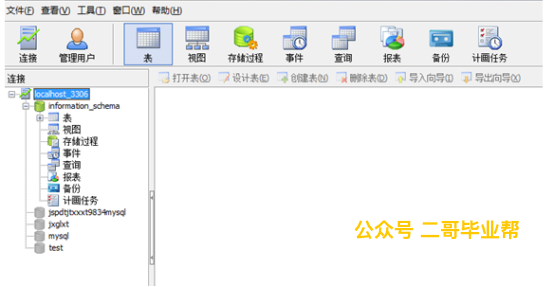 文件(F) 查看(V) 工具(T) 窗口(W) 帮助(H)
连接 管理用户 表 视图 存储过程 事件 查询 报表 备份 计画任务
连接 打开表(O) 设计表(E) 创建表(N) 删除表(D) 导入向导(I) 导出向导(X)
localhost_3306
information_schema
表
视图
存储过程
事件
查询
报表
备份
计画任务
jspdtjtxxxt9834mysql
jxglxt
mysql
test
公众号 二哥毕业帮